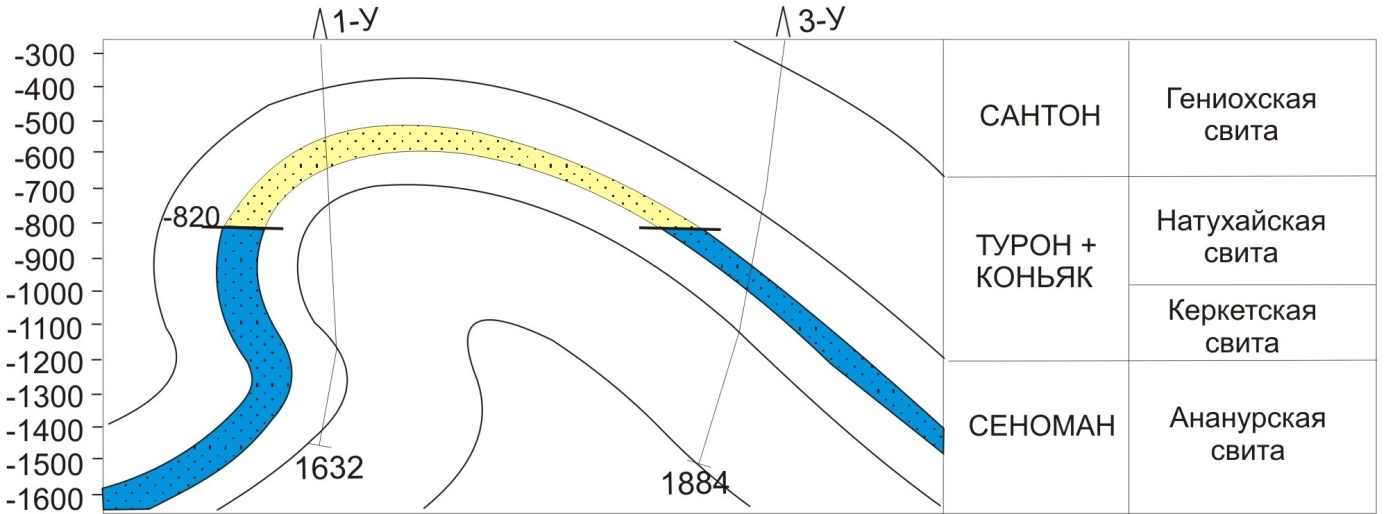 1-У
3-У
-300
-400
-500
-600
-700
-800
-900
-1000
-1100
-1200
-1300
-1400
-1500
-1600
-820
1632
1884
САНТОН
Гениохская
свита
ТУРОН +
КОНЬЯК
Натухайская
свита
Керкетская
свита
СЕНОМАН
Ананурская
свита